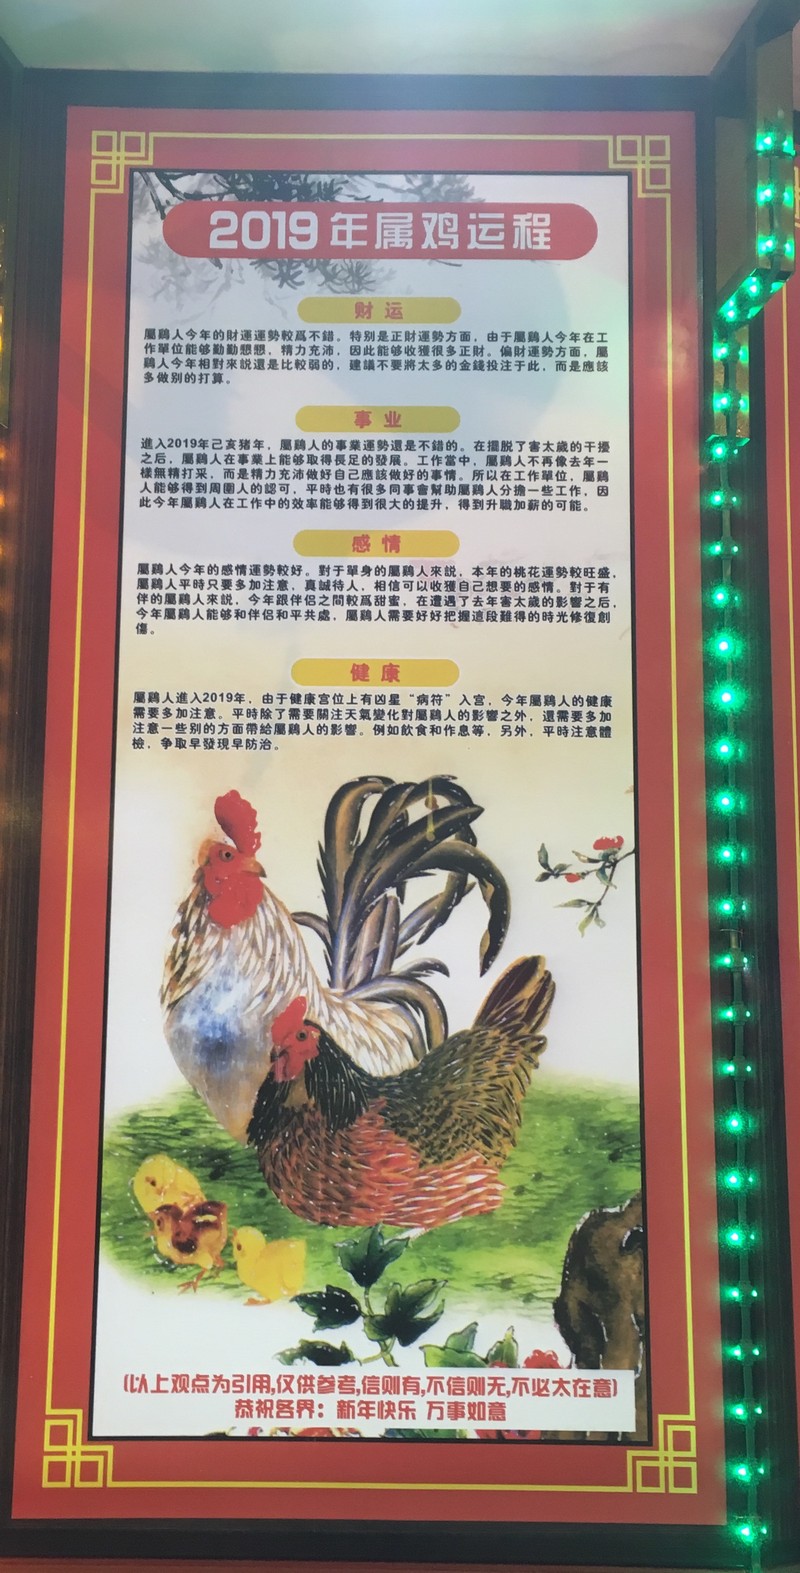 2019年属鸡运程
财运
屬鷄人今年的財運運勢較爲不錯。特别是正財運勢方面，由于屬鷄人今年在工
作單位能够勤勤懇懇，精力充沛，因此能够收獲很多正財。偏財運勢方面，屬
鷄人今年相對來説還是比較弱的，建議不要將太多的金錢投注于此，而是應該
多做别的打算。
事业
進入2019年己亥猪年，屬鷄人的事業運勢還是不錯的。在擺脱了害太歲的干擾
之后，屬鷄人在事業上能够取得長足的發展。工作當中，屬鷄人不再像去年一
樣無精打采，而是精力充沛做好自己應該做好的事情。所以在工作單位，屬鷄
人能够得到周圍人的認可，平時也有很多同事會幫助屬鷄人分擔一些工作，因
此今年屬鷄人在工作中的效率能够得到很大的提升，得到升職加薪的可能。
感情
屬鷄人今年的感情運勢較好。對于單身的屬鷄人來説，本年的桃花運勢較旺盛，
屬鷄人平時只要多加注意，真誠待人，相信可以收獲自己想要的感情。對于有
伴的屬鷄人來説，今年跟伴侣之間較爲甜蜜，在遭遇了去年害太歲的影響之后，
今年屬鷄人能够和伴侣和平共處，屬鷄人需要好好把握這段難得的時光修復創
傷。
健康
屬鷄人進入2019年，由于健康宫位上有凶星“病符”入宫，今年屬鷄人的健康
需要多加注意。平時除了需要關注天氣變化對屬鷄人的影響之外，還需要多加
注意一些别的方面帶給屬鷄人的影響。例如飲食和作息等，另外，平時注意體
檢，争取早發現早防治。
(以上观点为引用,仅供参考,信则有,不信则无,不必太在意)
恭祝各界：新年快乐 万事如意